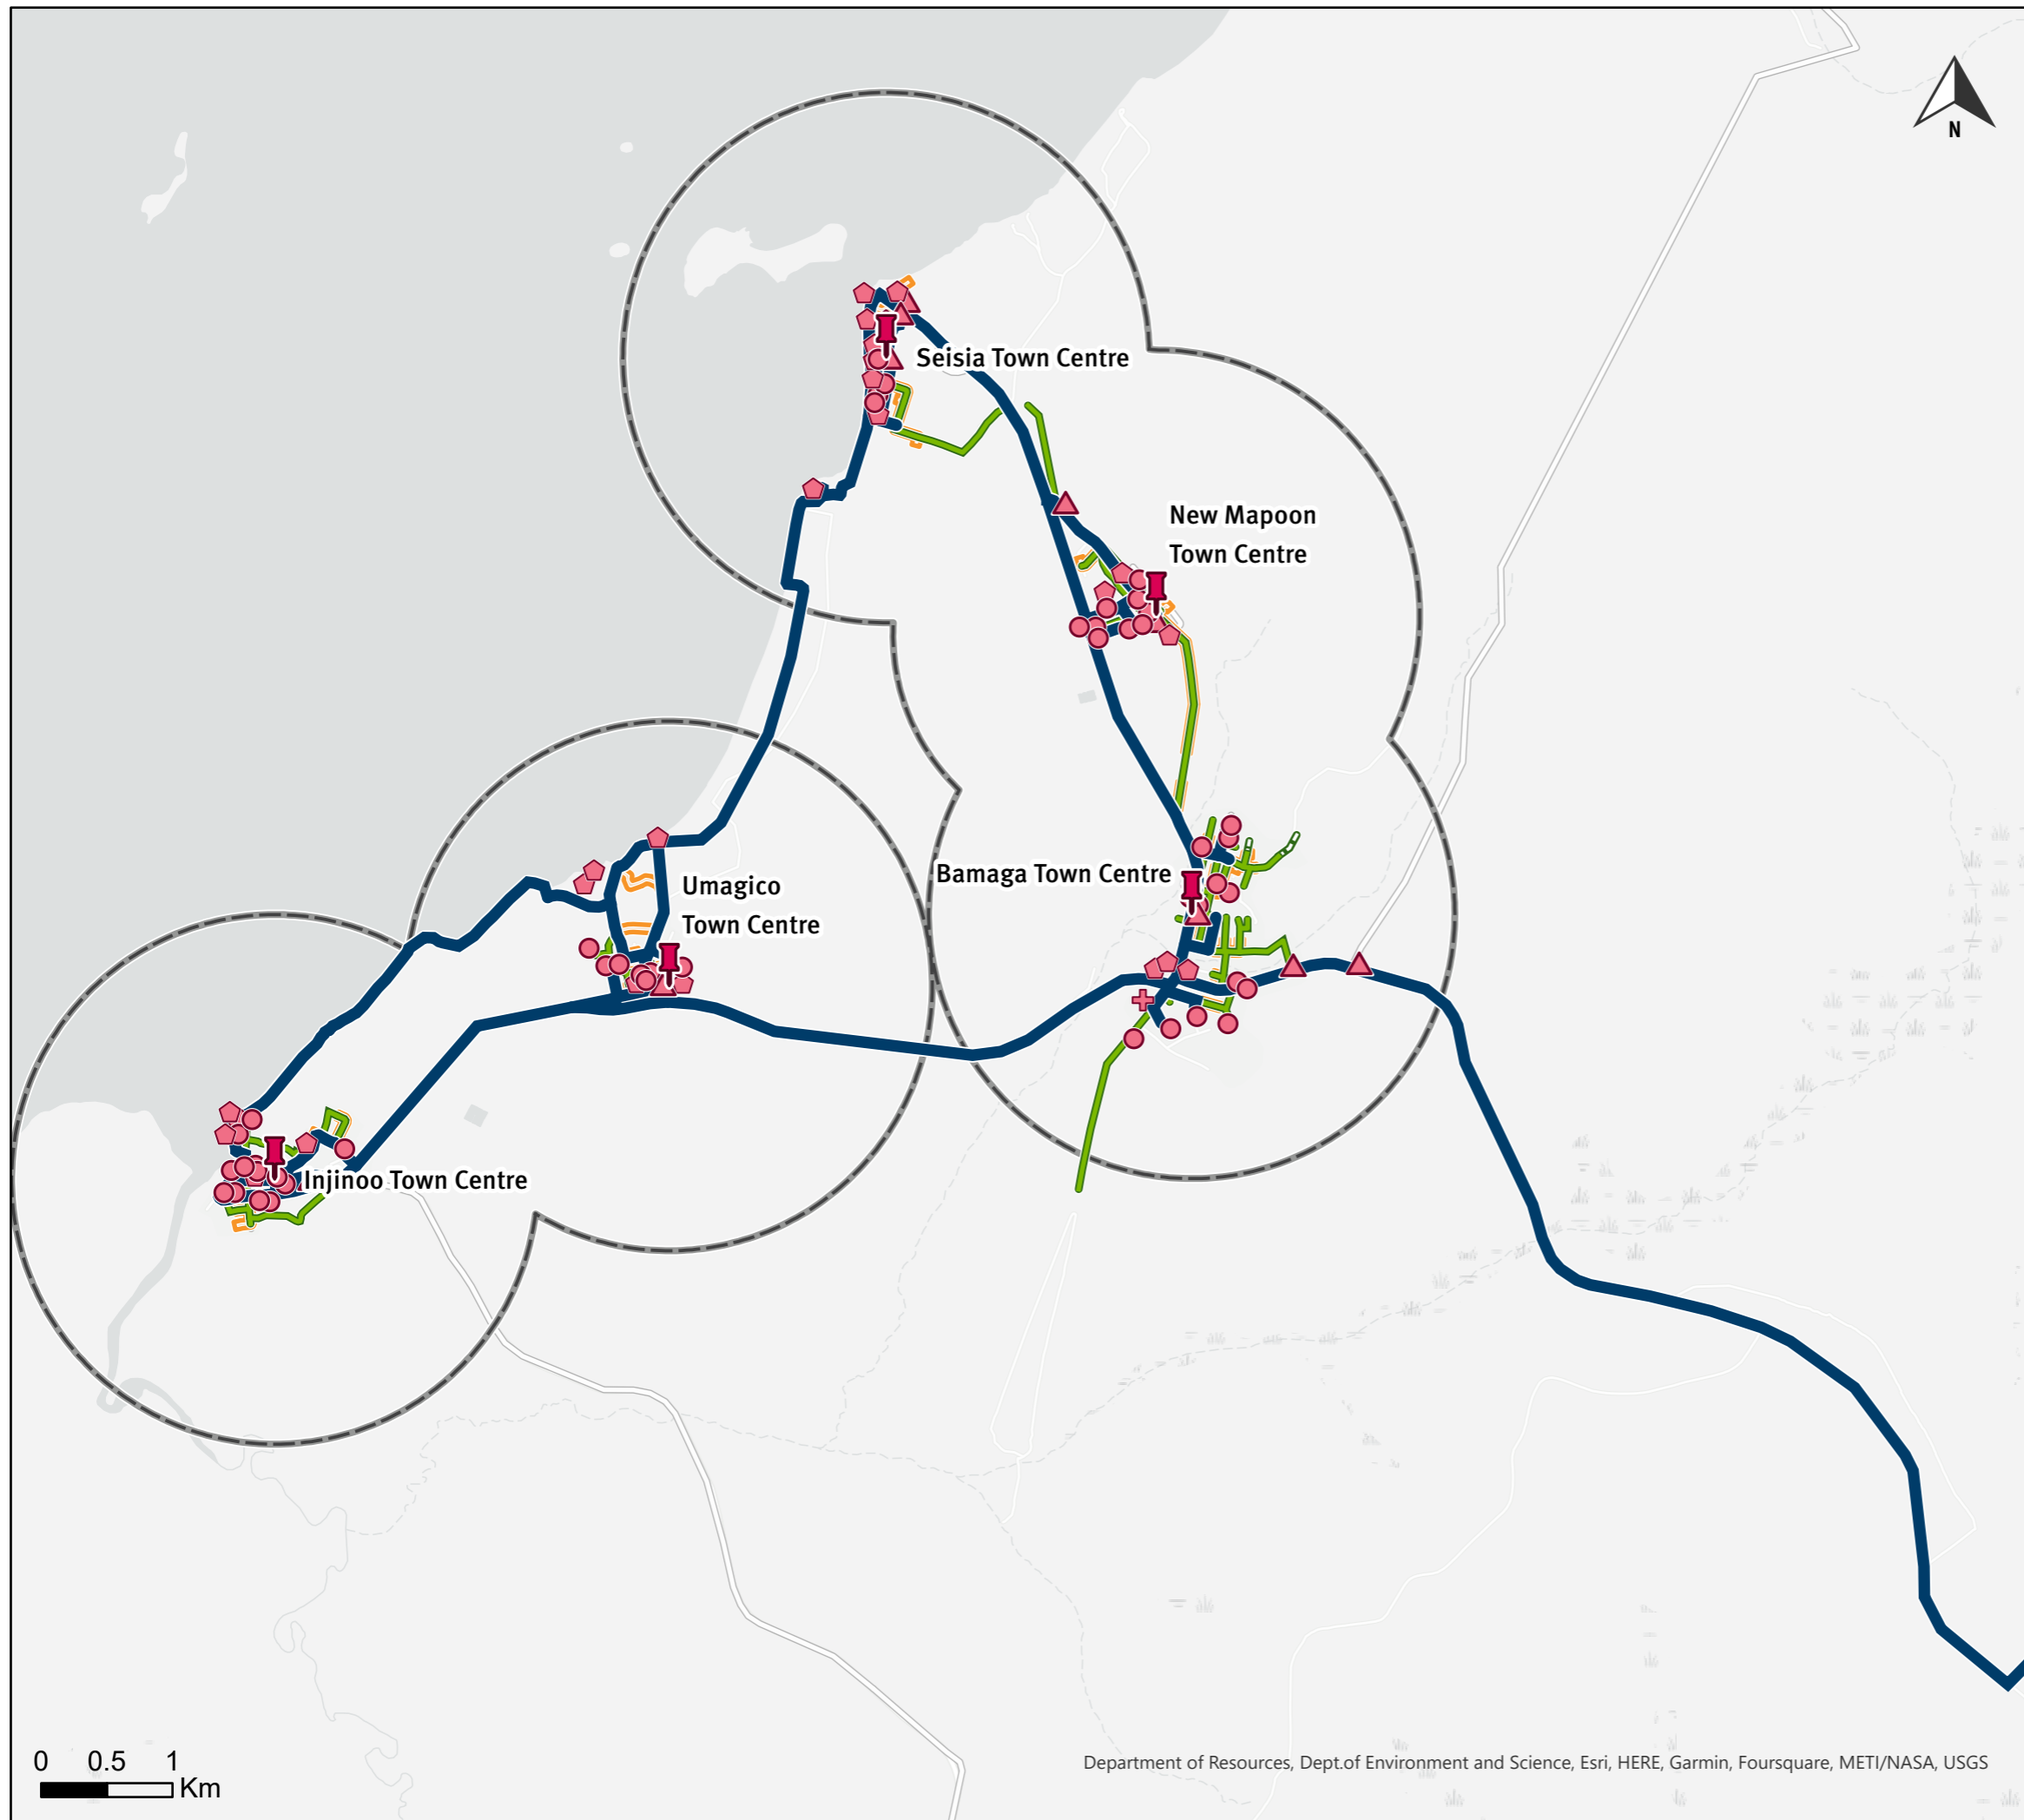 N
Seisia Town Centre
New Mapoon
Town Centre
Bamaga Town Centre
Umagico
Town Centre
Injinoo Town Centre
0 0.5 1
Km
Department of Resources, Dept.of Environment and Science, Esri, HERE, Garmin, Foursquare, METI/NASA, USGS